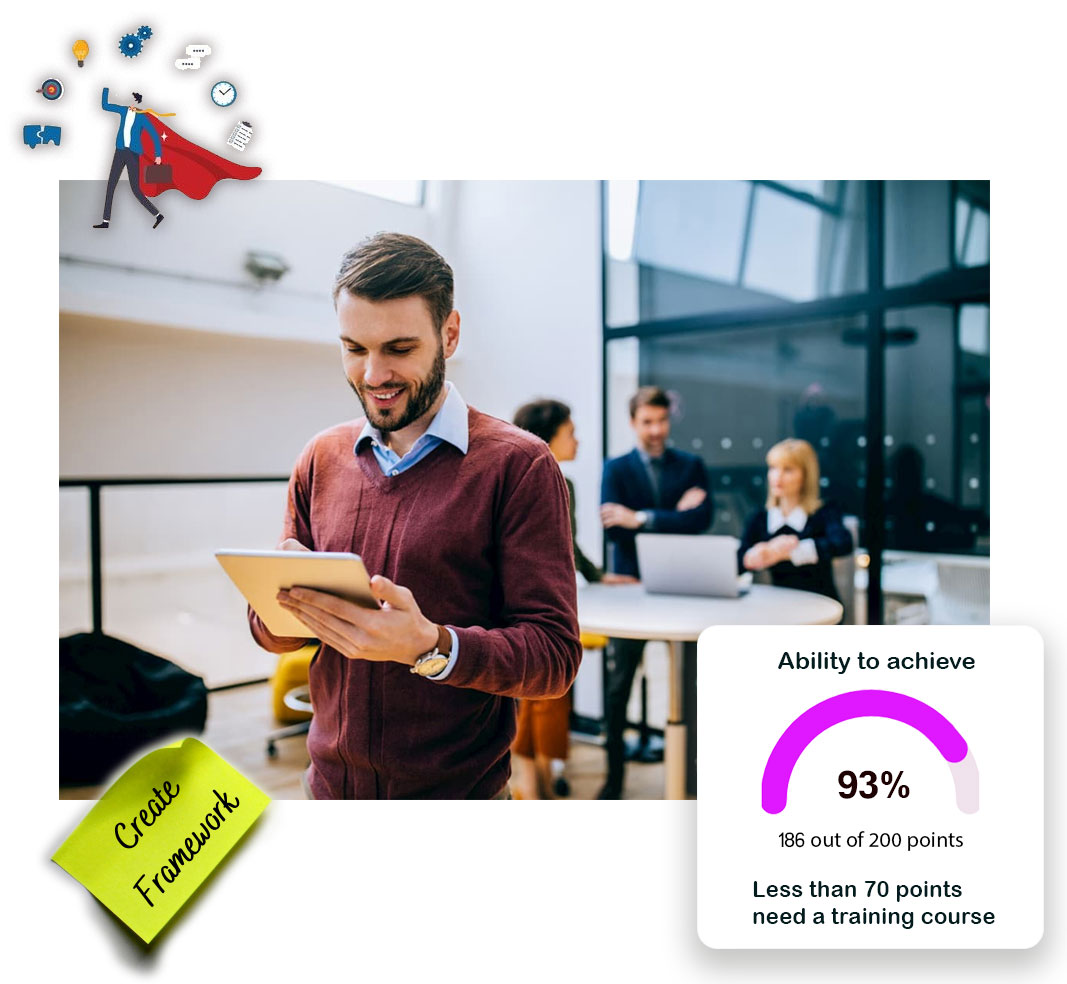 Create
Framework
Ability to achieve
93%
186 out of 200 points
Less than 70 points
need a training course